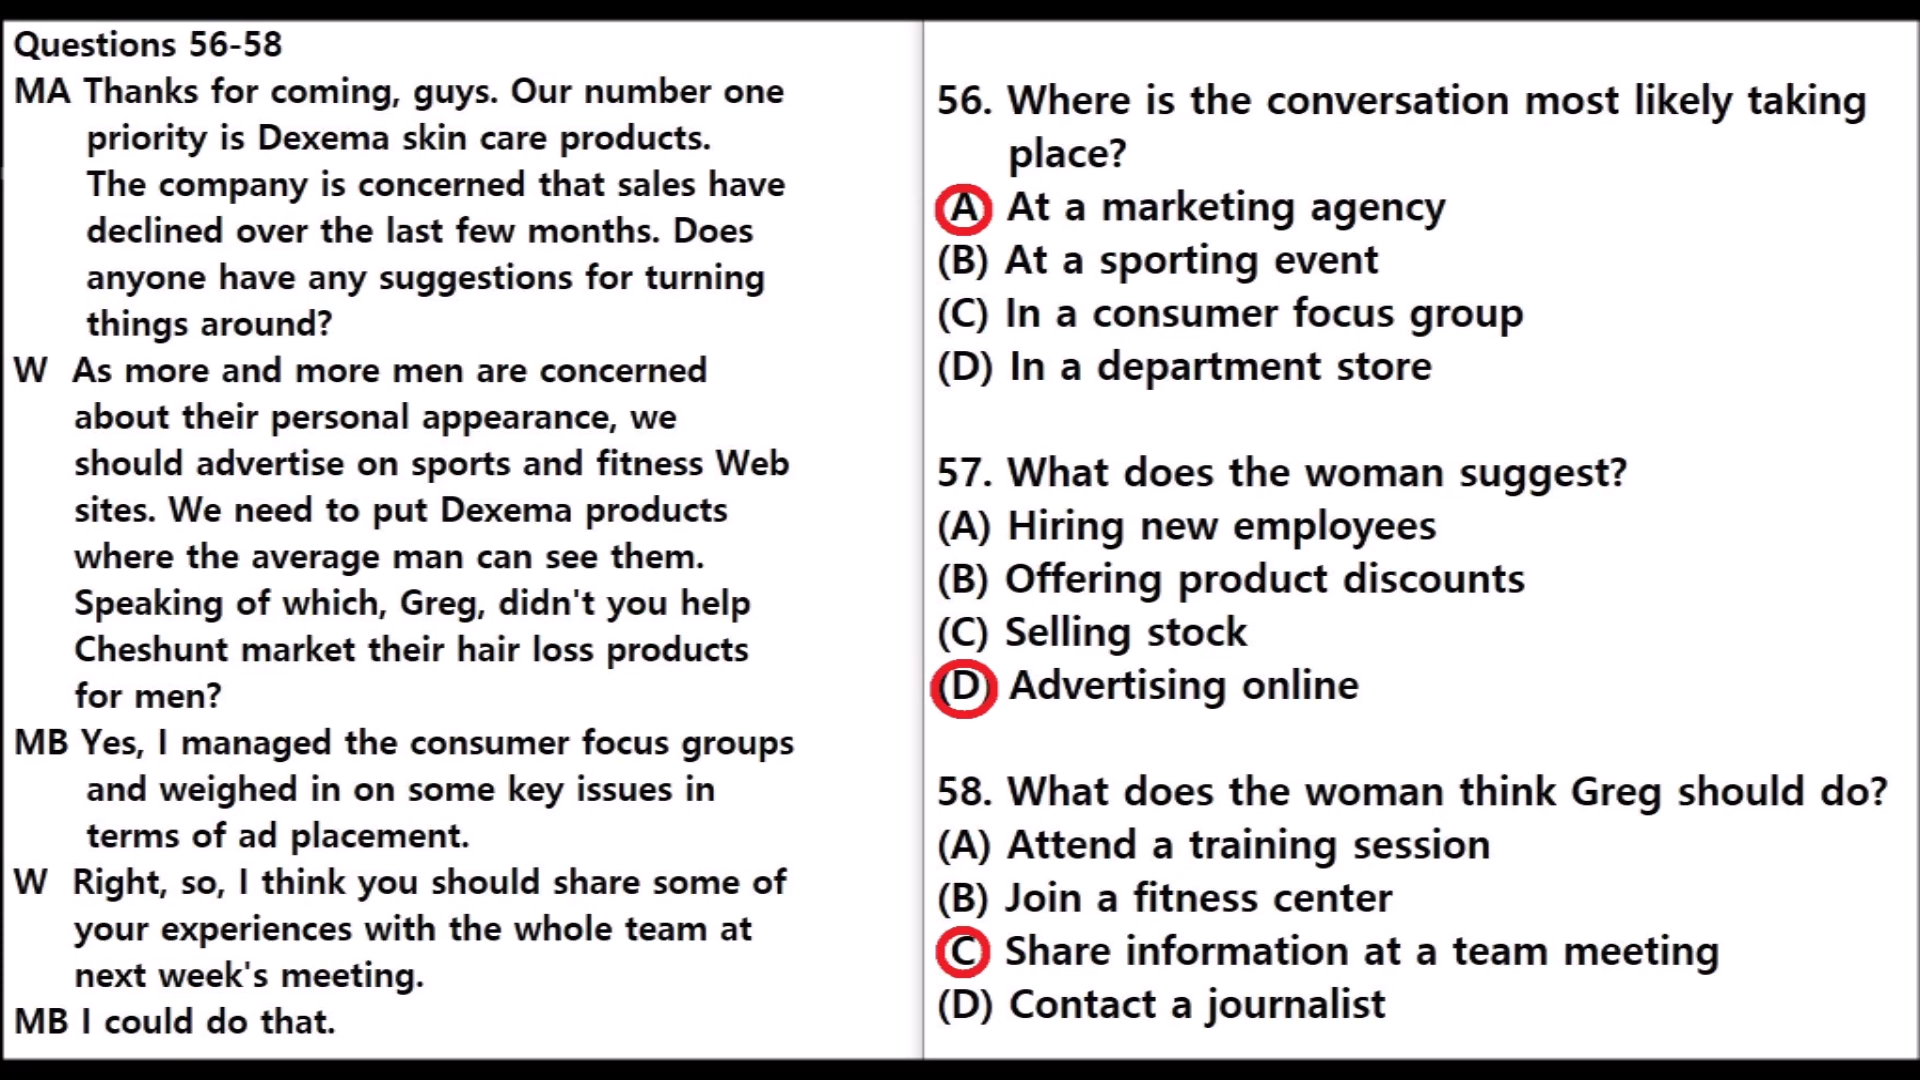 Questions 56-58
MA Thanks for coming, guys. Our number one
priority is Dexema skin care products.
The company is concerned that sales have
declined over the last few months. Does
anyone have any suggestions for turning
things around?
W As more and more men are concerned
about their personal appearance, we
should advertise on sports and fitness Web
sites. We need to put Dexema products
where the average man can see them.
Speaking of which, Greg, didn't you help
Cheshunt market their hair loss products
for men?
MB Yes, I managed the consumer focus groups
and weighed in on some key issues in
terms of ad placement.
W Right, so, I think you should share some of
your experiences with the whole team at
next week's meeting.
MB I could do that.
56. Where is the conversation most likely taking
place?
(A) At a marketing agency
(B) At a sporting event
(C) In a consumer focus group
(D) In a department store
57. What does the woman suggest?
(A) Hiring new employees
(B) Offering product discounts
(C) Selling stock
(D) Advertising online
58. What does the woman think Greg should do?
(A) Attend a training session
(B) Join a fitness center
(C) Share information at a team meeting
(D) Contact a journalist